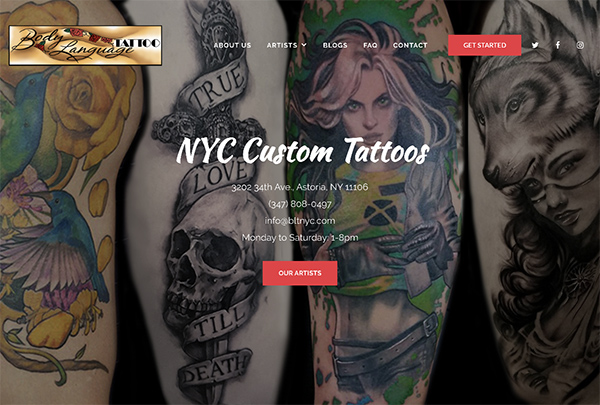 Body Language TATTOO
ABOUT US ARTISTS BLOGS FAQ CONTACT GET STARTED
TRUE
LOVE
NYC Custom Tattoos
3202 34th Ave., Astoria, NY 11106
(347) 808-0497
info@bltnyc.com
Monday to Saturday: 1-8pm
OUR ARTISTS
TILL
DEATH